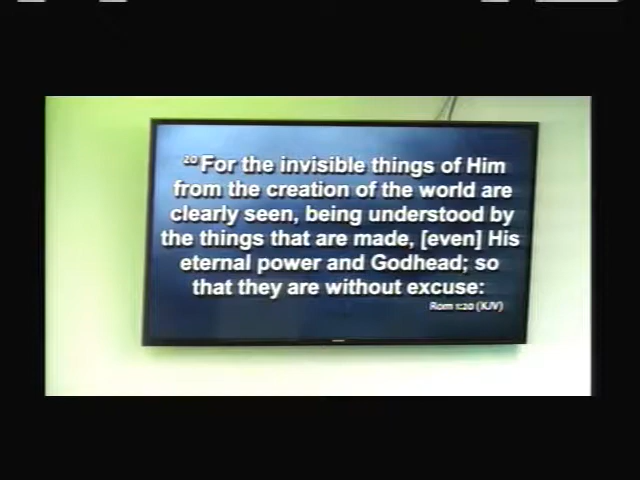 20 For the invisible things of Him
from the creation of the world are
clearly seen, being understood by
the things that are made, [even] His
eternal power and Godhead; so
that they are without excuse:
Rom 1:20 (KJV)